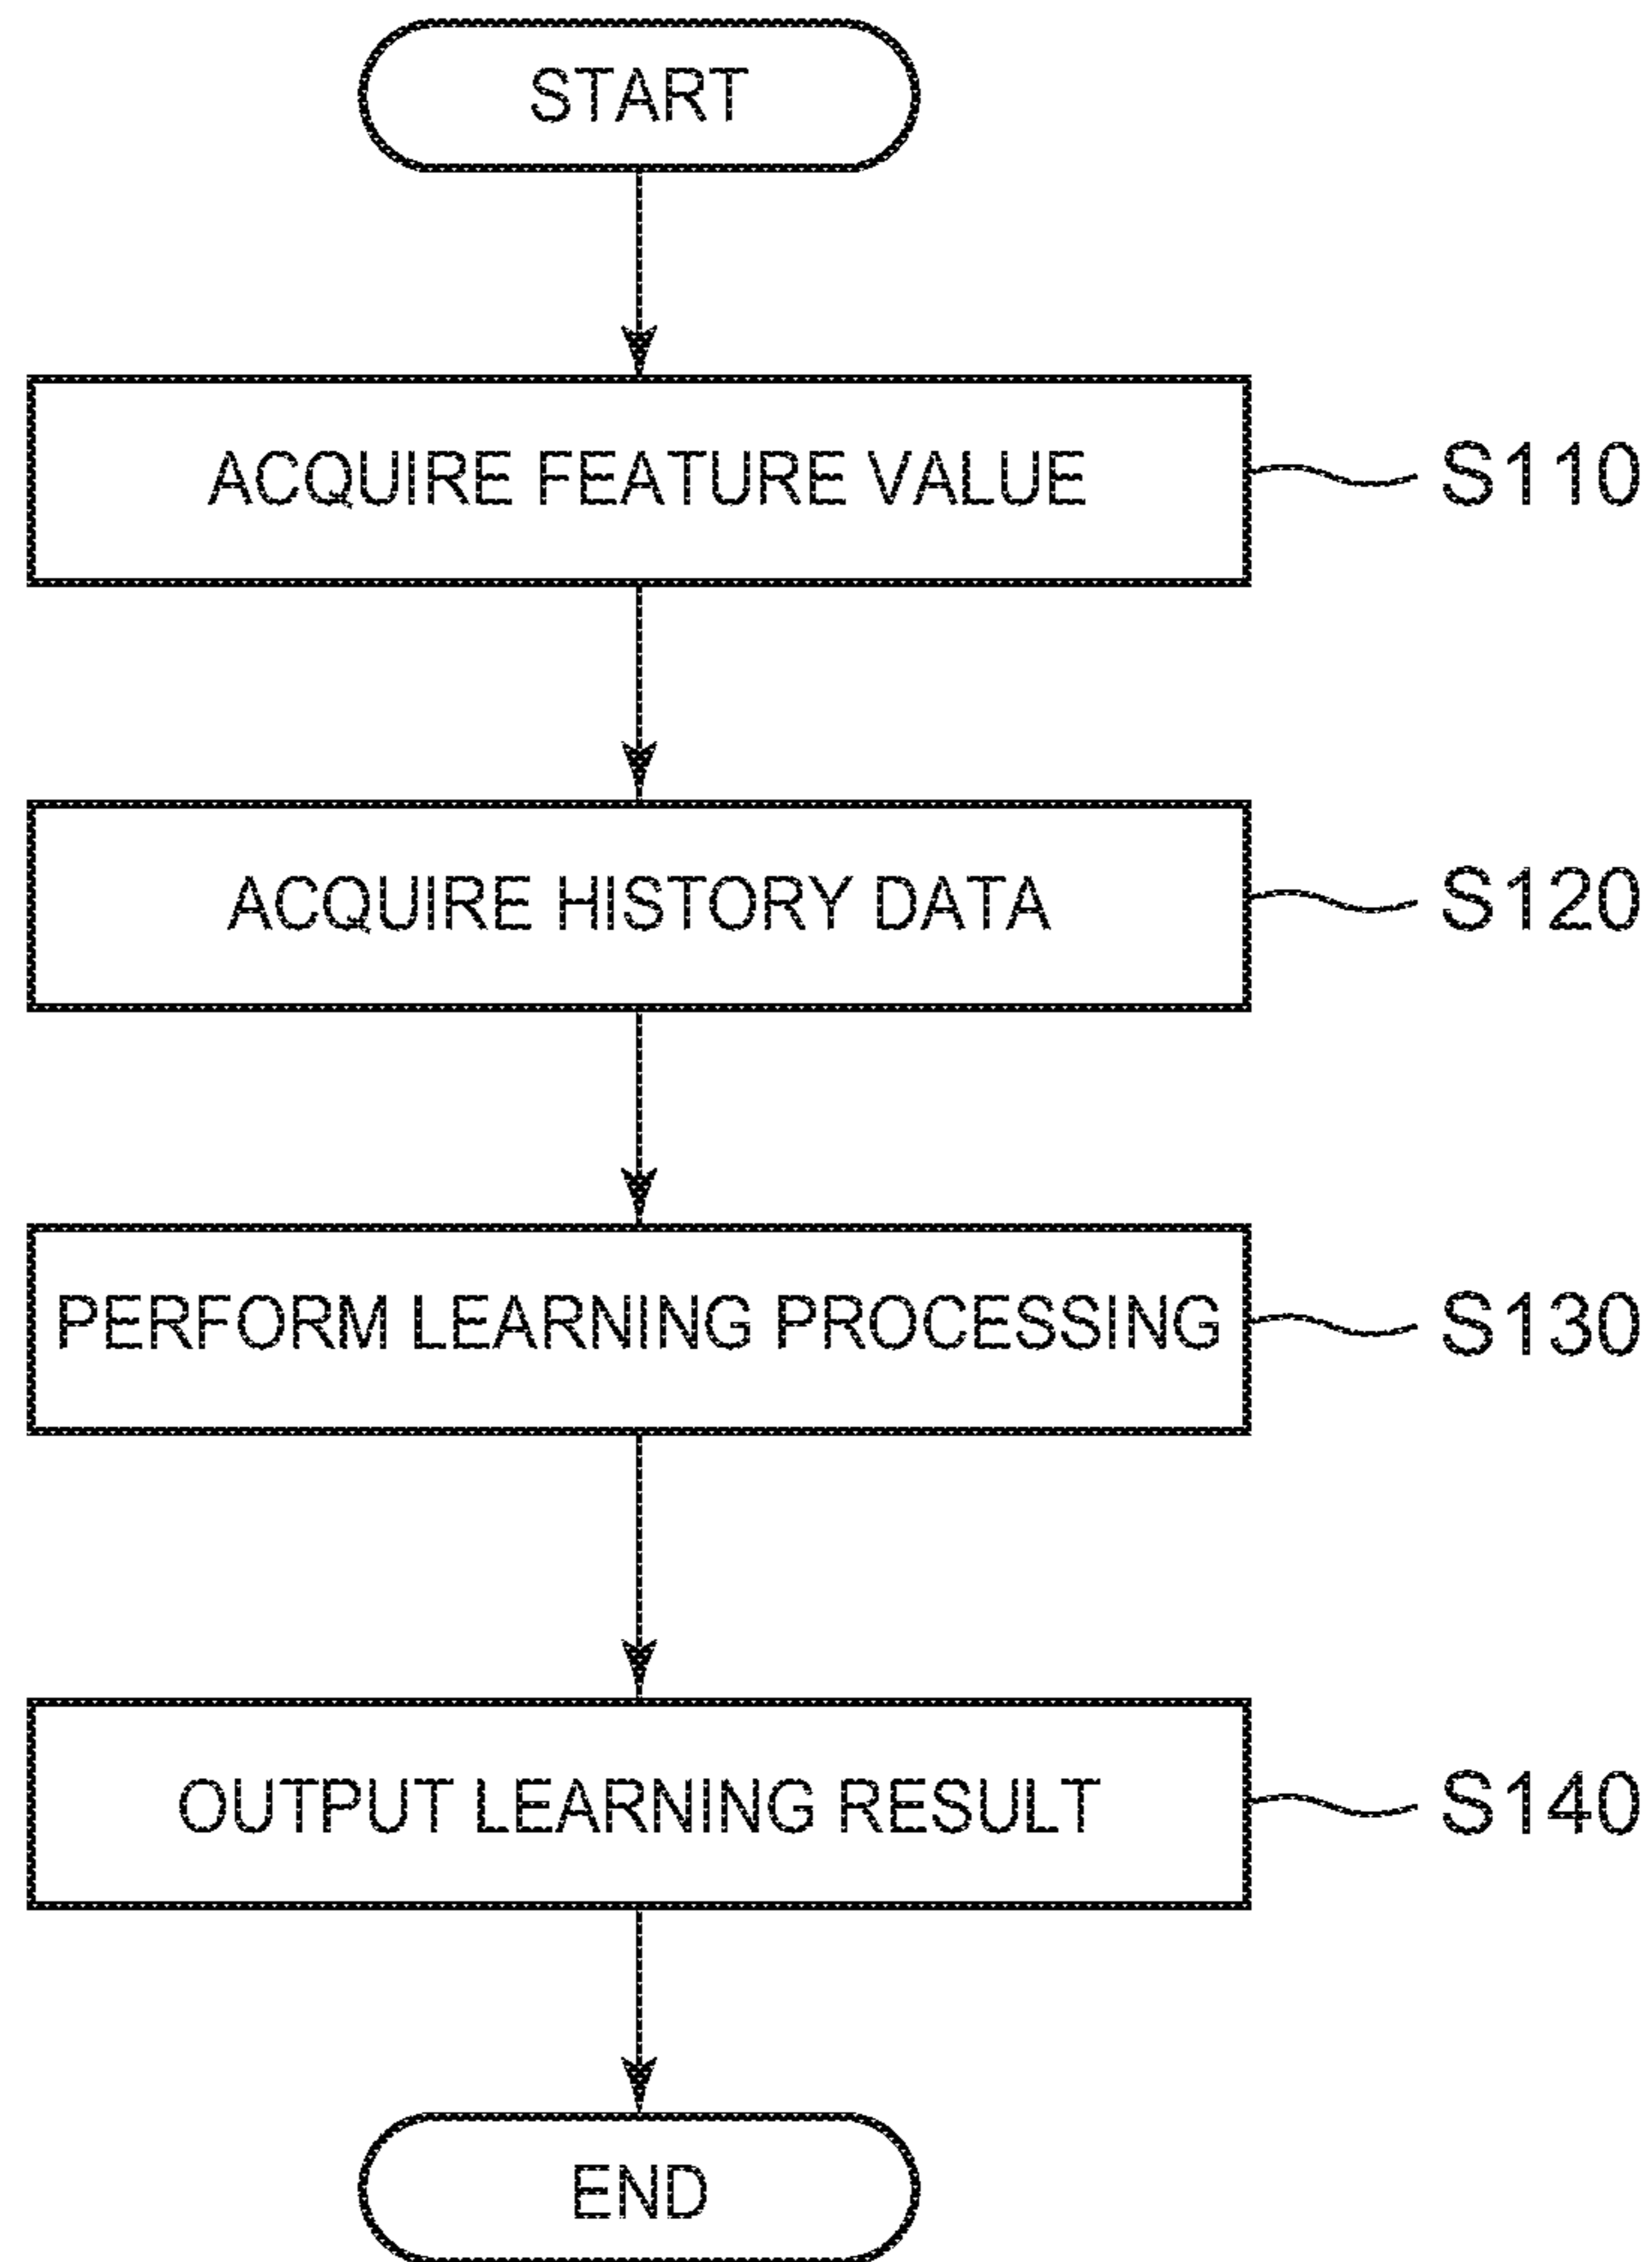 START
ACQUIRE FEATURE VALUE S110
ACQUIRE HISTORY DATA S120
PERFORM LEARNING PROCESSING S130
OUTPUT LEARNING RESULT S140
END